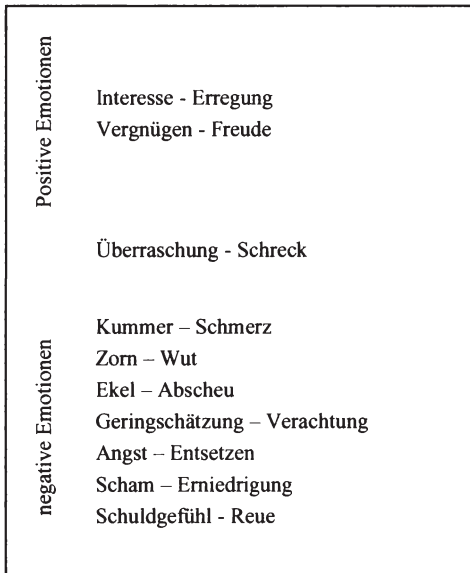 Positive Emotionen
Interesse - Erregung
Vergnügen - Freude
Überraschung - Schreck
negative Emotionen
Kummer – Schmerz
Zorn – Wut
Ekel – Abscheu
Geringschätzung – Verachtung
Angst – Entsetzen
Scham – Erniedrigung
Schuldgefühl - Reue